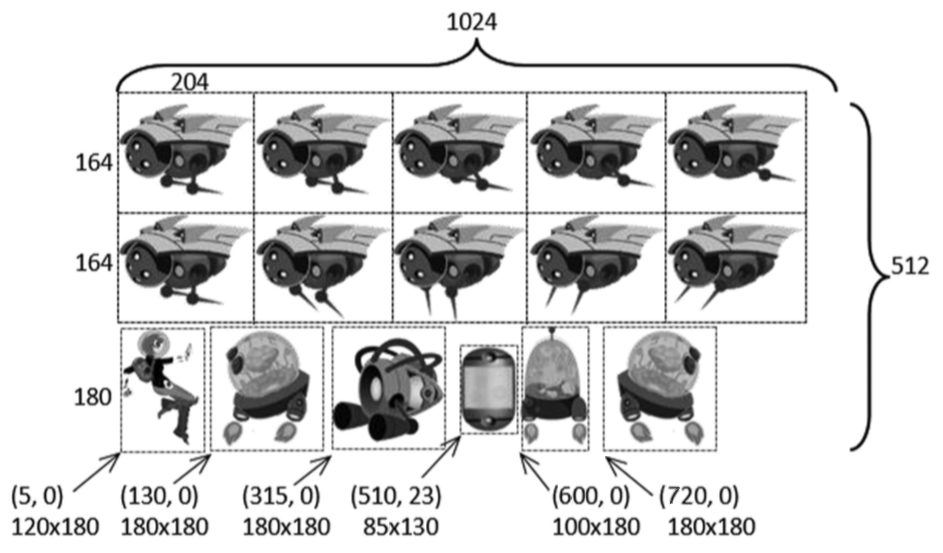 1024
204
164
164
512
180
(5, 0)
120x180
(130, 0)
180x180
(315, 0)
180x180
(510, 23)
85x130
(600, 0)
100x180
(720, 0)
180x180